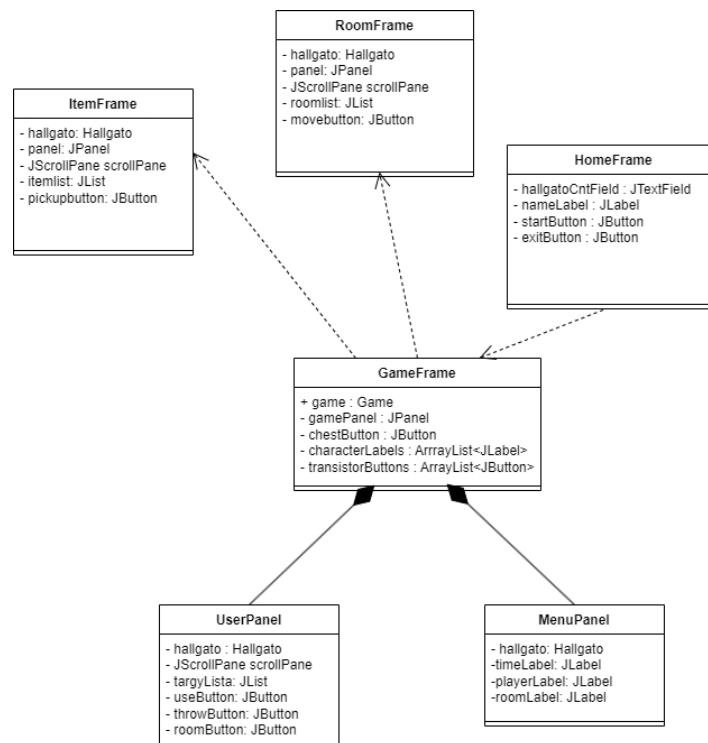 RoomFrame
- hallgato: Hallgato
- panel: JPanel
- JScrollPane scrollPane
- roomlist: JList
- movebutton: JButton
ItemFrame
- hallgato: Hallgato
- panel: JPanel
- JScrollPane scrollPane
- itemlist: JList
- pickupbutton: JButton
HomeFrame
- hallgatoCntField : JTextField
- nameLabel : JLabel
- startButton : JButton
- exitButton : JButton
GameFrame
+ game : Game
- gamePanel : JPanel
- chestButton : JButton
- characterLabels : ArrrayList<JLabel>
- transistorButtons : ArrayList<JButton>
UserPanel
- hallgato : Hallgato
- JScrollPane scrollPane
- targyLista: JList
- useButton: JButton
- throwButton: JButton
- roomButton: JButton
MenuPanel
- hallgato: Hallgato
-timeLabel: JLabel
-playerLabel: JLabel
-roomLabel: JLabel